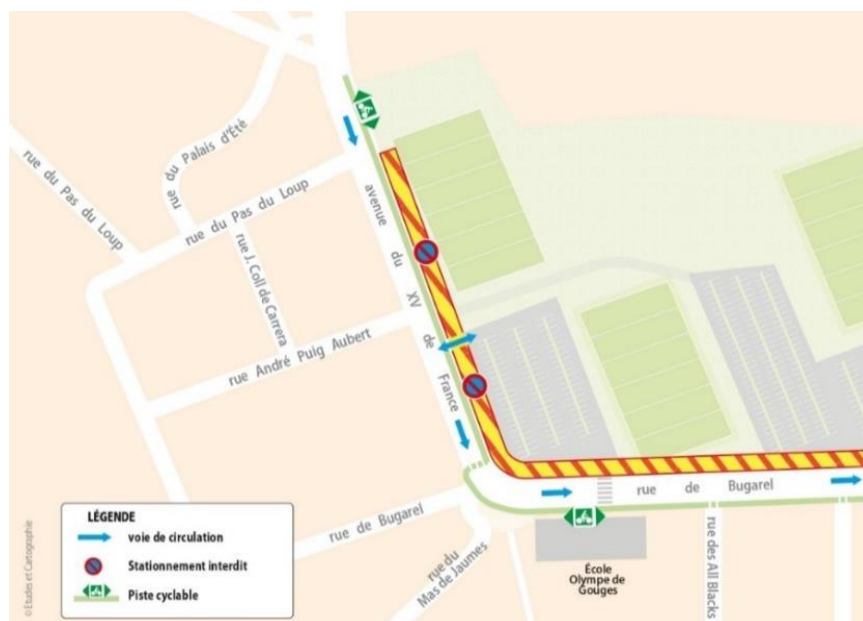 rue du Palais d'Été
rue du Pas du Loup
rue du Pas du Loup
avenue du XV de France
rue J. Coll de Carrera
rue André Puig Aubert
rue de Bugarel
rue de Bugarel
rue du
Mas de Jaumes
École
Olympe de
Gouges
rue des All Blacks
LÉGENDE
voie de circulation
Stationnement interdit
Piste cyclable
© Etudes et Cartographie